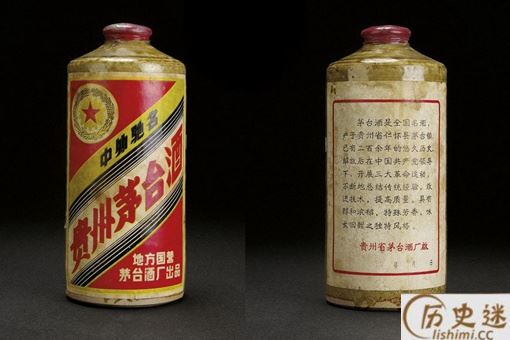 中外驰名
贵州茅台酒
地方国营
茅台酒厂出品
茅台酒是全国名酒,
产于贵州省仁怀县茅台镇,
已有二百余年的悠久历史,
解放后在中国共产党领导
下,开展三大革命运动,
不断地总结传统经验,改
进技术,提高质量。具有
醇和浓郁,特殊芳香,味
长回甜之独特风格。
贵州省茅台酒厂啟
历史迷
lishimi.cc